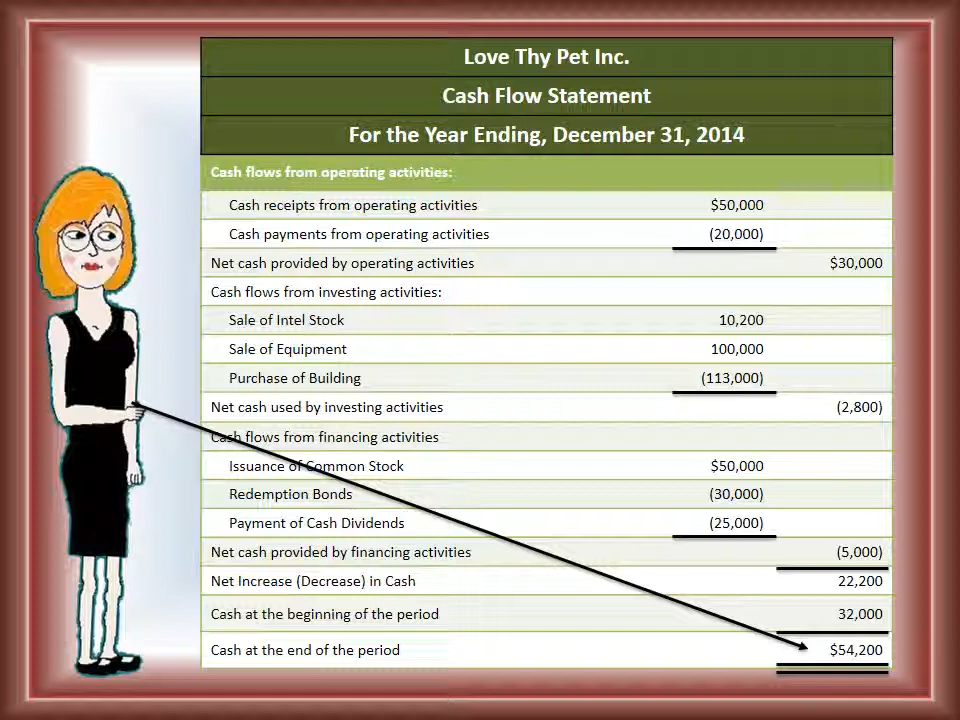 Love Thy Pet Inc.
Cash Flow Statement
For the Year Ending, December 31, 2014
Cash flows from operating activities:
Cash receipts from operating activities $50,000
Cash payments from operating activities (20,000)
Net cash provided by operating activities $30,000
Cash flows from investing activities:
Sale of Intel Stock 10,200
Sale of Equipment 100,000
Purchase of Building (113,000)
Net cash used by investing activities (2,800)
Cash flows from financing activities
Issuance of Common Stock $50,000
Redemption Bonds (30,000)
Payment of Cash Dividends (25,000)
Net cash provided by financing activities (5,000)
Net Increase (Decrease) in Cash 22,200
Cash at the beginning of the period 32,000
Cash at the end of the period $54,200